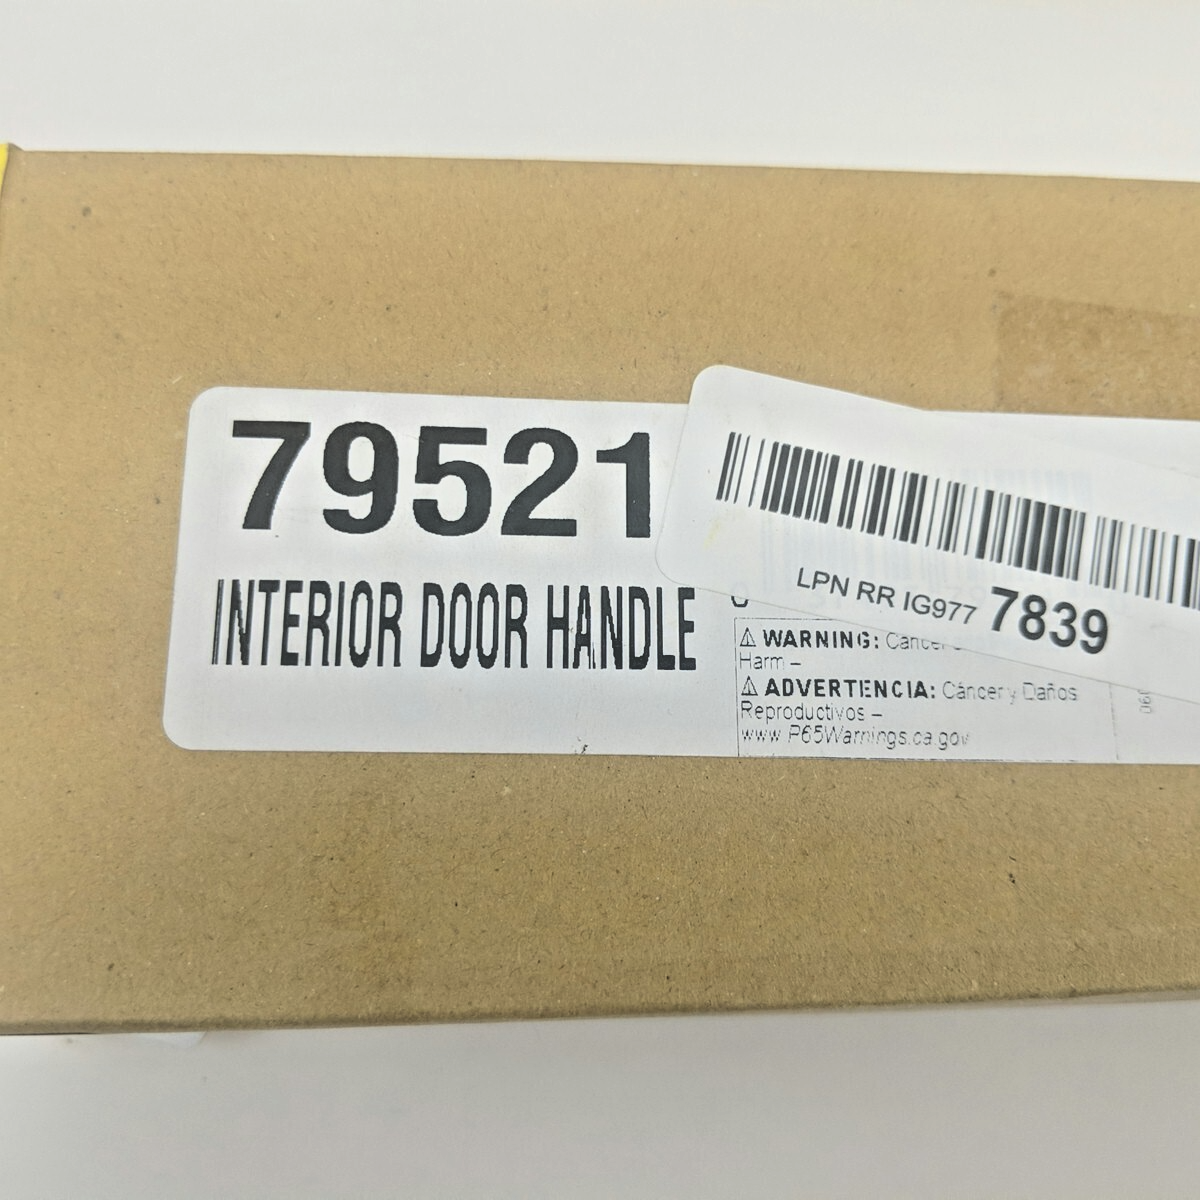 79521
INTERIOR DOOR HANDLE
LPN RR IG977 7839
⚠ WARNING: Cancer
Harm –
⚠ ADVERTENCIA: Cáncer y Daños
Reproductivos –
www.P65Warnings.ca.gov